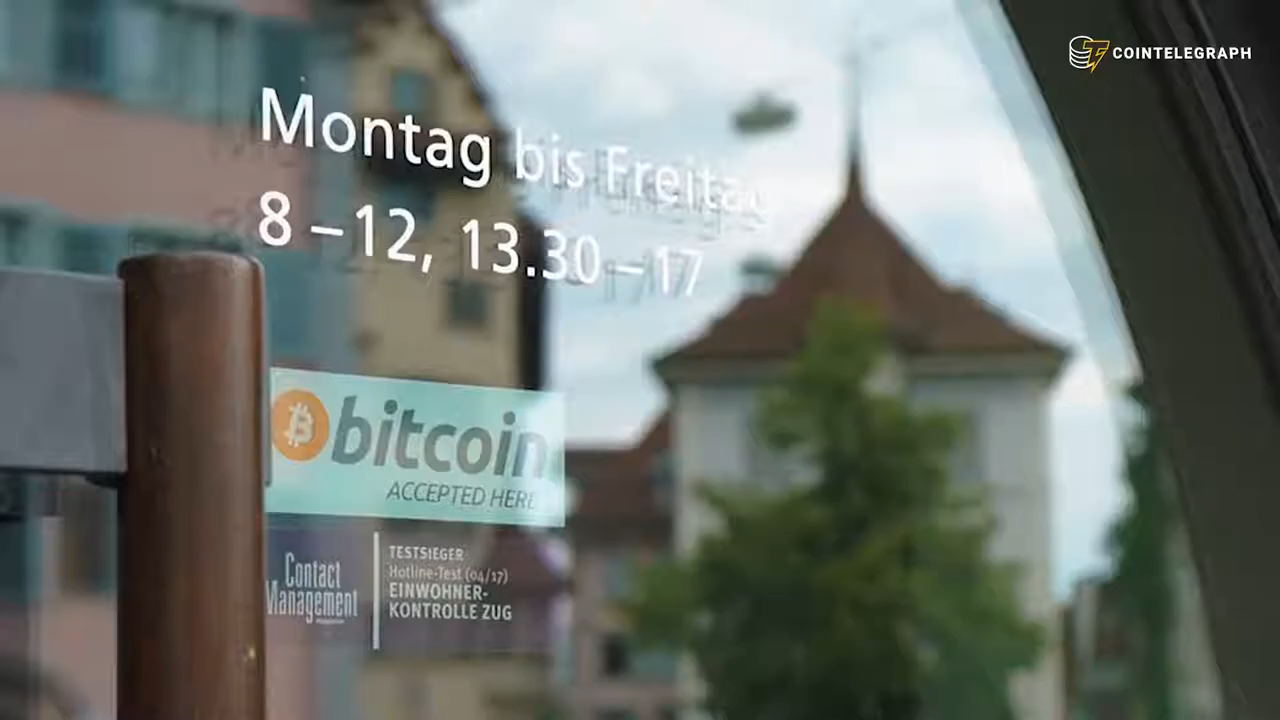 COINTELEGRAPH
Montag bis Freitag
8–12, 13.30–17
bitcoin
ACCEPTED HERE
Contact
Management
TESTSIEGER
Hotline-Test (04/17)
EINWOHNER-
KONTROLLE ZUG